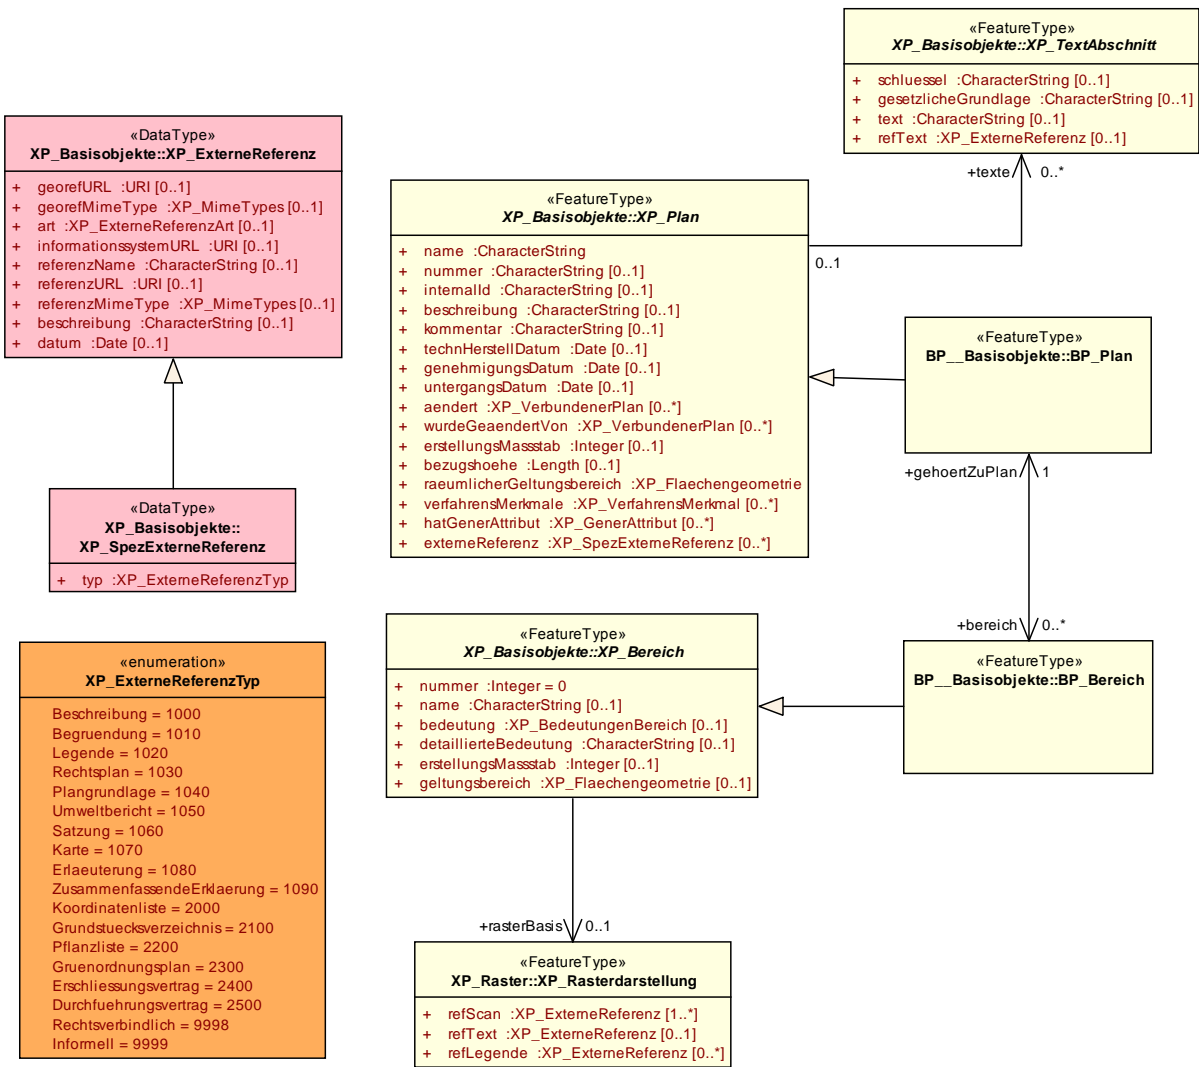 «FeatureType»
XP_Basisobjekte::XP_TextAbschnitt
+ schluessel :CharacterString [0..1]
+ gesetzlicheGrundlage :CharacterString [0..1]
+ text :CharacterString [0..1]
+ refText :XP_ExterneReferenz [0..1]
«DataType»
XP_Basisobjekte::XP_ExterneReferenz
+ georefURL :URI [0..1]
+ georefMimeType :XP_MimeTypes [0..1]
+ art :XP_ExterneReferenzArt [0..1]
+ informationssystemURL :URI [0..1]
+ referenzName :CharacterString [0..1]
+ referenzURL :URI [0..1]
+ referenzMimeType :XP_MimeTypes [0..1]
+ beschreibung :CharacterString [0..1]
+ datum :Date [0..1]
+texte 0..*
0..1
«FeatureType»
XP_Basisobjekte::XP_Plan
+ name :CharacterString
+ nummer :CharacterString [0..1]
+ internalId :CharacterString [0..1]
+ beschreibung :CharacterString [0..1]
+ kommentar :CharacterString [0..1]
+ technHerstellDatum :Date [0..1]
+ genehmigungsDatum :Date [0..1]
+ untergangsDatum :Date [0..1]
+ aendert :XP_VerbundenerPlan [0..*]
+ wurdeGeaendertVon :XP_VerbundenerPlan [0..*]
+ erstellungsMassstab :Integer [0..1]
+ bezugshoehe :Length [0..1]
+ raeumlicherGeltungsbereich :XP_Flaechengeometrie
+ verfahrensMerkmale :XP_VerfahrensMerkmal [0..*]
+ hatGenerAttribut :XP_GenerAttribut [0..*]
+ externeReferenz :XP_SpezExterneReferenz [0..*]
«FeatureType»
BP__Basisobjekte::BP_Plan
+gehoertZuPlan 1
+bereich 0..*
«DataType»
XP_Basisobjekte::
XP_SpezExterneReferenz
+ typ :XP_ExterneReferenzTyp
«FeatureType»
BP__Basisobjekte::BP_Bereich
«FeatureType»
XP_Basisobjekte::XP_Bereich
+ nummer :Integer = 0
+ name :CharacterString [0..1]
+ bedeutung :XP_BedeutungenBereich [0..1]
+ detaillierteBedeutung :CharacterString [0..1]
+ erstellungsMassstab :Integer [0..1]
+ geltungsbereich :XP_Flaechengeometrie [0..1]
«enumeration»
XP_ExterneReferenzTyp
Beschreibung = 1000
Begruendung = 1010
Legende = 1020
Rechtsplan = 1030
Plangrundlage = 1040
Umweltbericht = 1050
Satzung = 1060
Karte = 1070
Erlaeuterung = 1080
ZusammenfassendeErklaerung = 1090
Koordinatenliste = 2000
Grundstuecksverzeichnis = 2100
Pflanzliste = 2200
Gruenordnungsplan = 2300
Erschliessungsvertrag = 2400
Durchfuehrungsvertrag = 2500
Rechtsverbindlich = 9998
Informell = 9999
+rasterBasis 0..1
«FeatureType»
XP_Raster::XP_Rasterdarstellung
+ refScan :XP_ExterneReferenz [1..*]
+ refText :XP_ExterneReferenz [0..1]
+ refLegende :XP_ExterneReferenz [0..*]